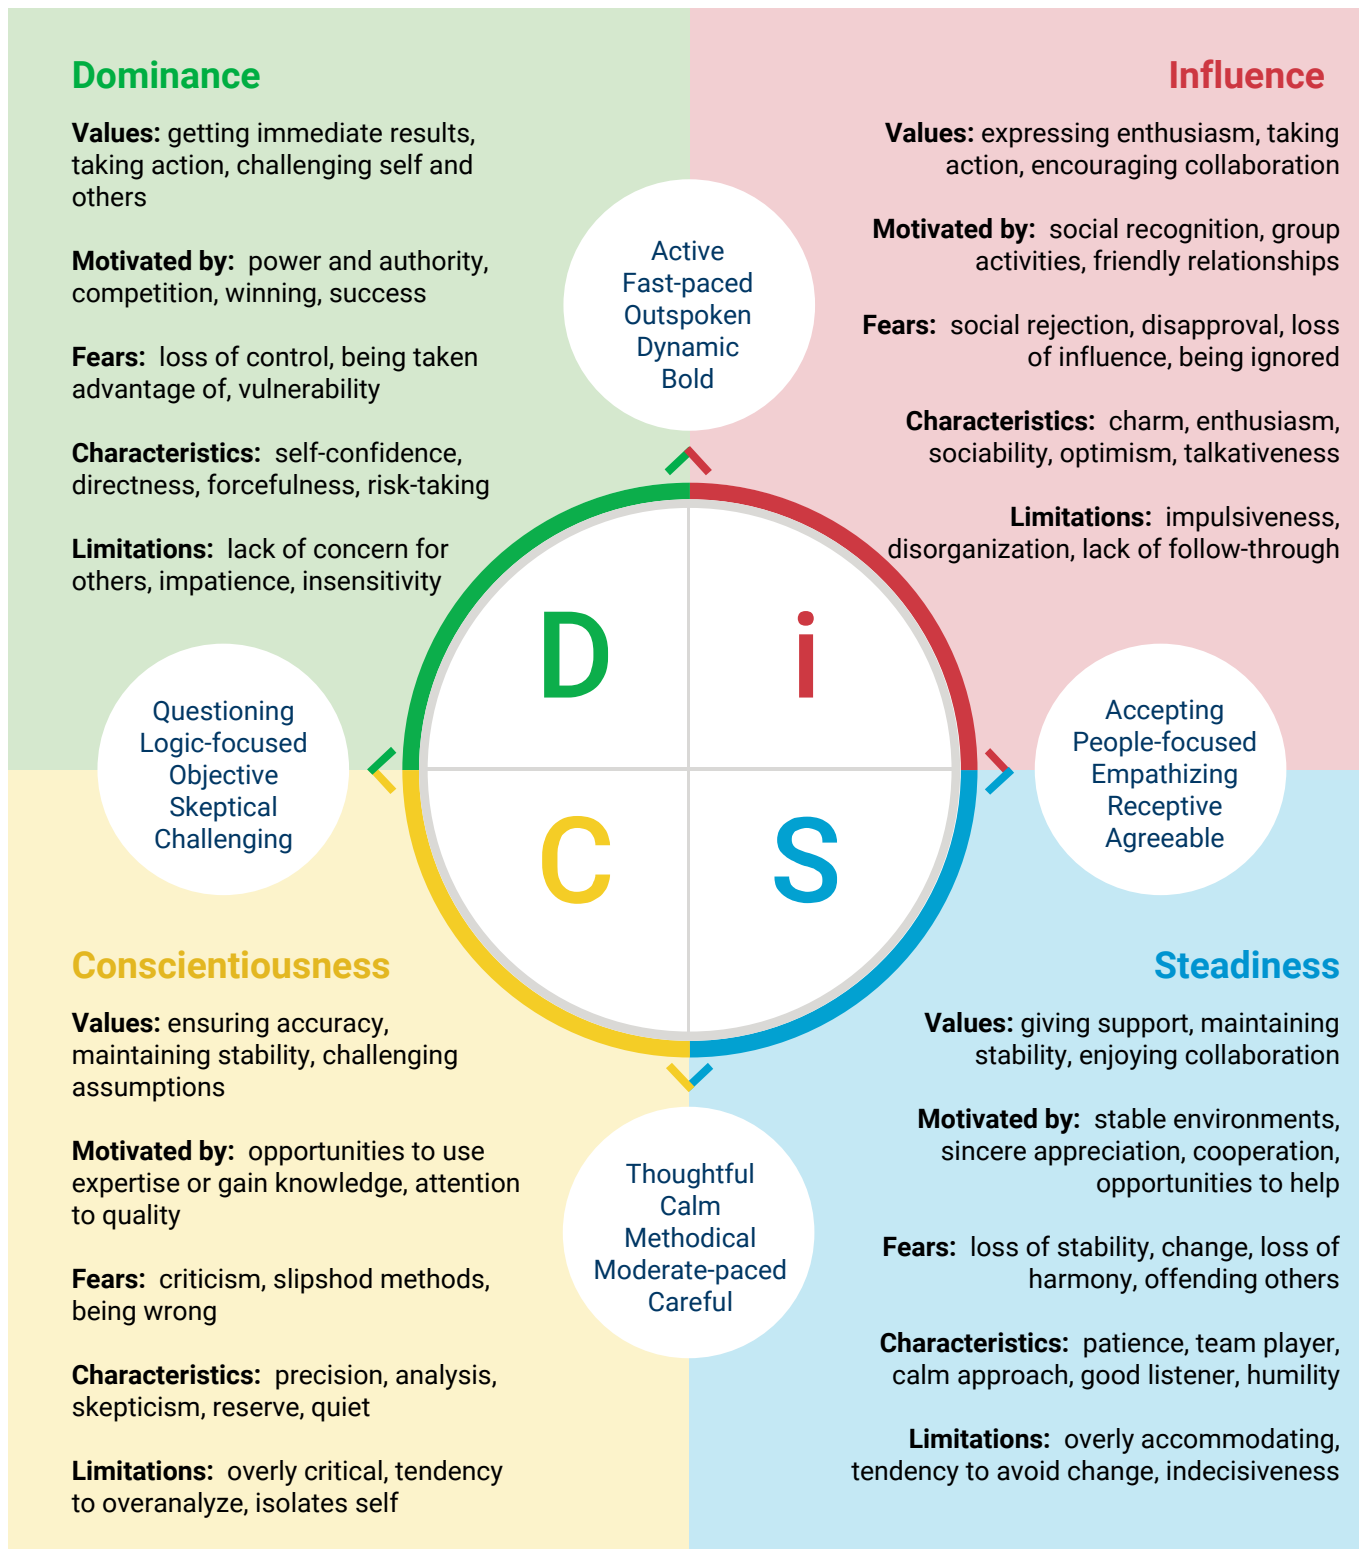 Dominance
Values: getting immediate results,
taking action, challenging self and
others
Motivated by: power and authority,
competition, winning, success
Fears: loss of control, being taken
advantage of, vulnerability
Characteristics: self-confidence,
directness, forcefulness, risk-taking
Limitations: lack of concern for
others, impatience, insensitivity
Influence
Values: expressing enthusiasm, taking
action, encouraging collaboration
Motivated by: social recognition, group
activities, friendly relationships
Fears: social rejection, disapproval, loss
of influence, being ignored
Characteristics: charm, enthusiasm,
sociability, optimism, talkativeness
Limitations: impulsiveness,
disorganization, lack of follow-through
Active
Fast-paced
Outspoken
Dynamic
Bold
D
i
C
S
Questioning
Logic-focused
Objective
Skeptical
Challenging
Accepting
People-focused
Empathizing
Receptive
Agreeable
Conscientiousness
Values: ensuring accuracy,
maintaining stability, challenging
assumptions
Motivated by: opportunities to use
expertise or gain knowledge, attention
to quality
Fears: criticism, slipshod methods,
being wrong
Characteristics: precision, analysis,
skepticism, reserve, quiet
Limitations: overly critical, tendency
to overanalyze, isolates self
Thoughtful
Calm
Methodical
Moderate-paced
Careful
Steadiness
Values: giving support, maintaining
stability, enjoying collaboration
Motivated by: stable environments,
sincere appreciation, cooperation,
opportunities to help
Fears: loss of stability, change, loss of
harmony, offending others
Characteristics: patience, team player,
calm approach, good listener, humility
Limitations: overly accommodating,
tendency to avoid change, indecisiveness